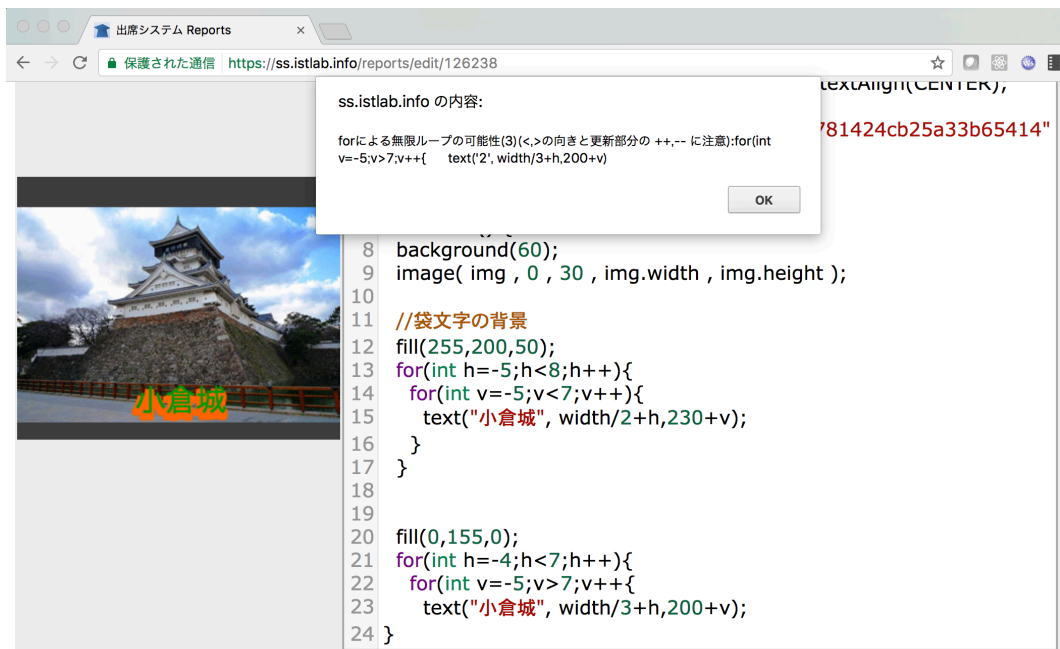 出席システム Reports
保護された通信 https://ss.istlab.info/reports/edit/126238
ss.istlab.info の内容:
forによる無限ループの可能性(3)(<,>の向きと更新部分の ++,-- に注意):for(int
v=-5;v>7;v++{ text('2', width/3+h,200+v)
OK
textAlign(CENTER);
781424cb25a33b65414"
8 background(60);
9 image( img , 0 , 30 , img.width , img.height );
10
11 //袋文字の背景
12 fill(255,200,50);
13 for(int h=-5;h<8;h++){
14 for(int v=-5;v<7;v++){
15 text("小倉城", width/2+h,230+v);
16 }
17 }
18
19
20 fill(0,155,0);
21 for(int h=-4;h<7;h++){
22 for(int v=-5;v>7;v++{
23 text("小倉城", width/3+h,200+v);
24 }
小倉城